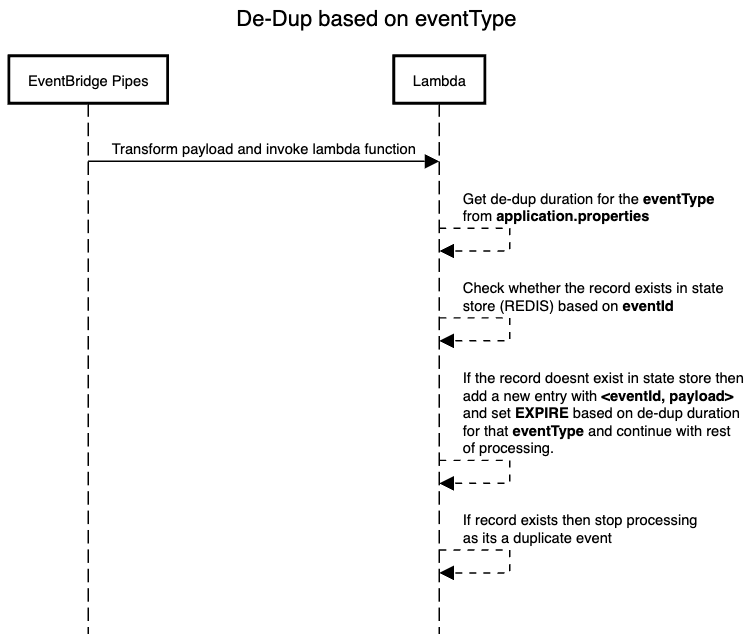 De-Dup based on eventType
EventBridge Pipes
Lambda
Transform payload and invoke lambda function
Get de-dup duration for the eventType
from application.properties
Check whether the record exists in state
store (REDIS) based on eventId
If the record doesnt exist in state store then
add a new entry with <eventId, payload>
and set EXPIRE based on de-dup duration
for that eventType and continue with rest
of processing.
If record exists then stop processing
as its a duplicate event